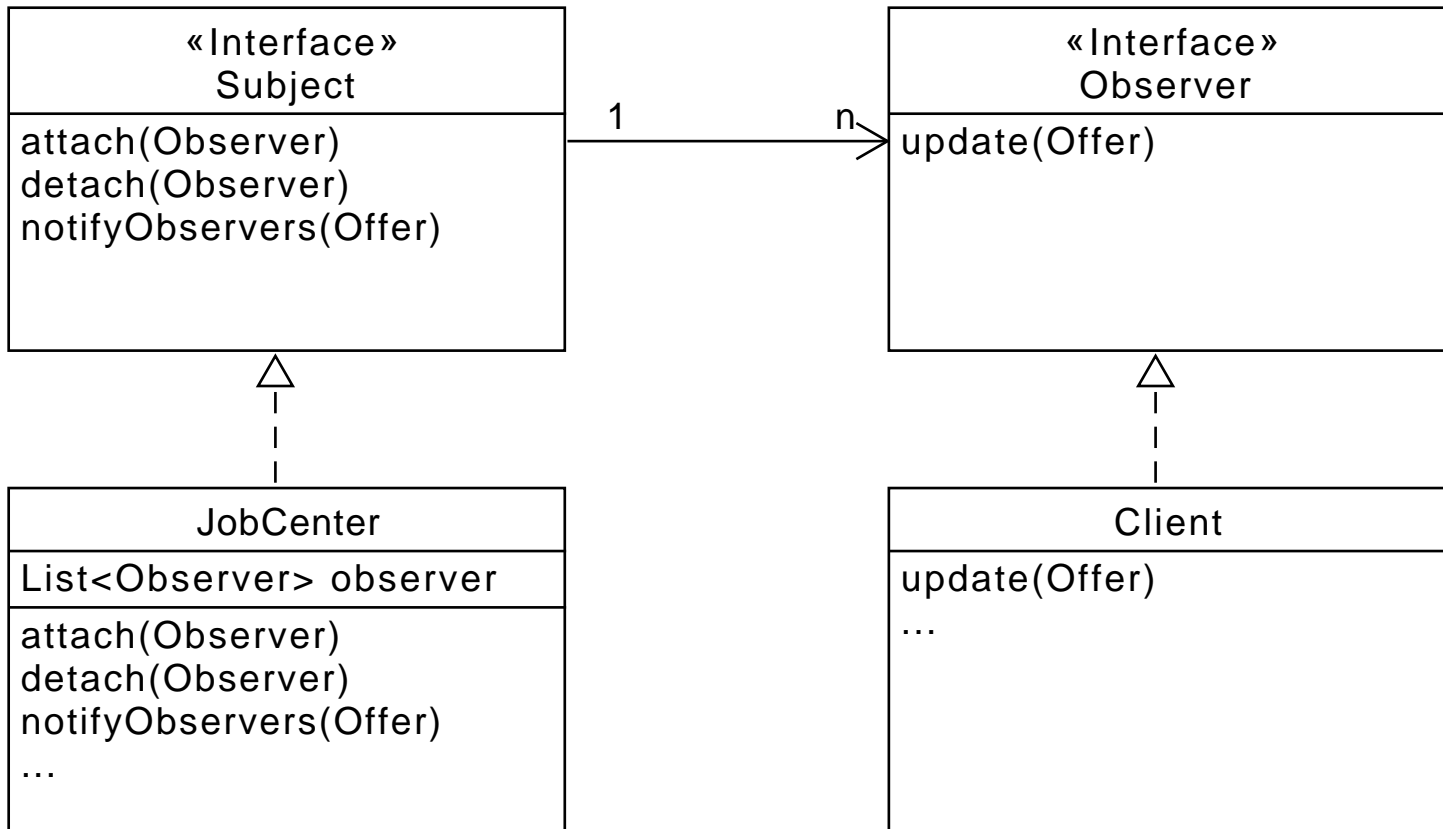 «Interface»
Subject
attach(Observer)
detach(Observer)
notifyObservers(Offer)
1
n
«Interface»
Observer
update(Offer)
JobCenter
List<Observer> observer
attach(Observer)
detach(Observer)
notifyObservers(Offer)
...
Client
update(Offer)
...